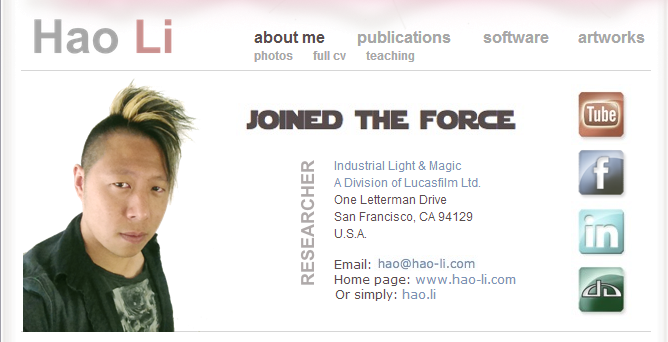 Hao Li
about me publications software artworks
photos full cv teaching
JOINED THE FORCE
RESEARCHER
Industrial Light & Magic
A Division of Lucasfilm Ltd.
One Letterman Drive
San Francisco, CA 94129
U.S.A.
Email: hao@hao-li.com
Home page: www.hao-li.com
Or simply: hao.li
Tube
f
in